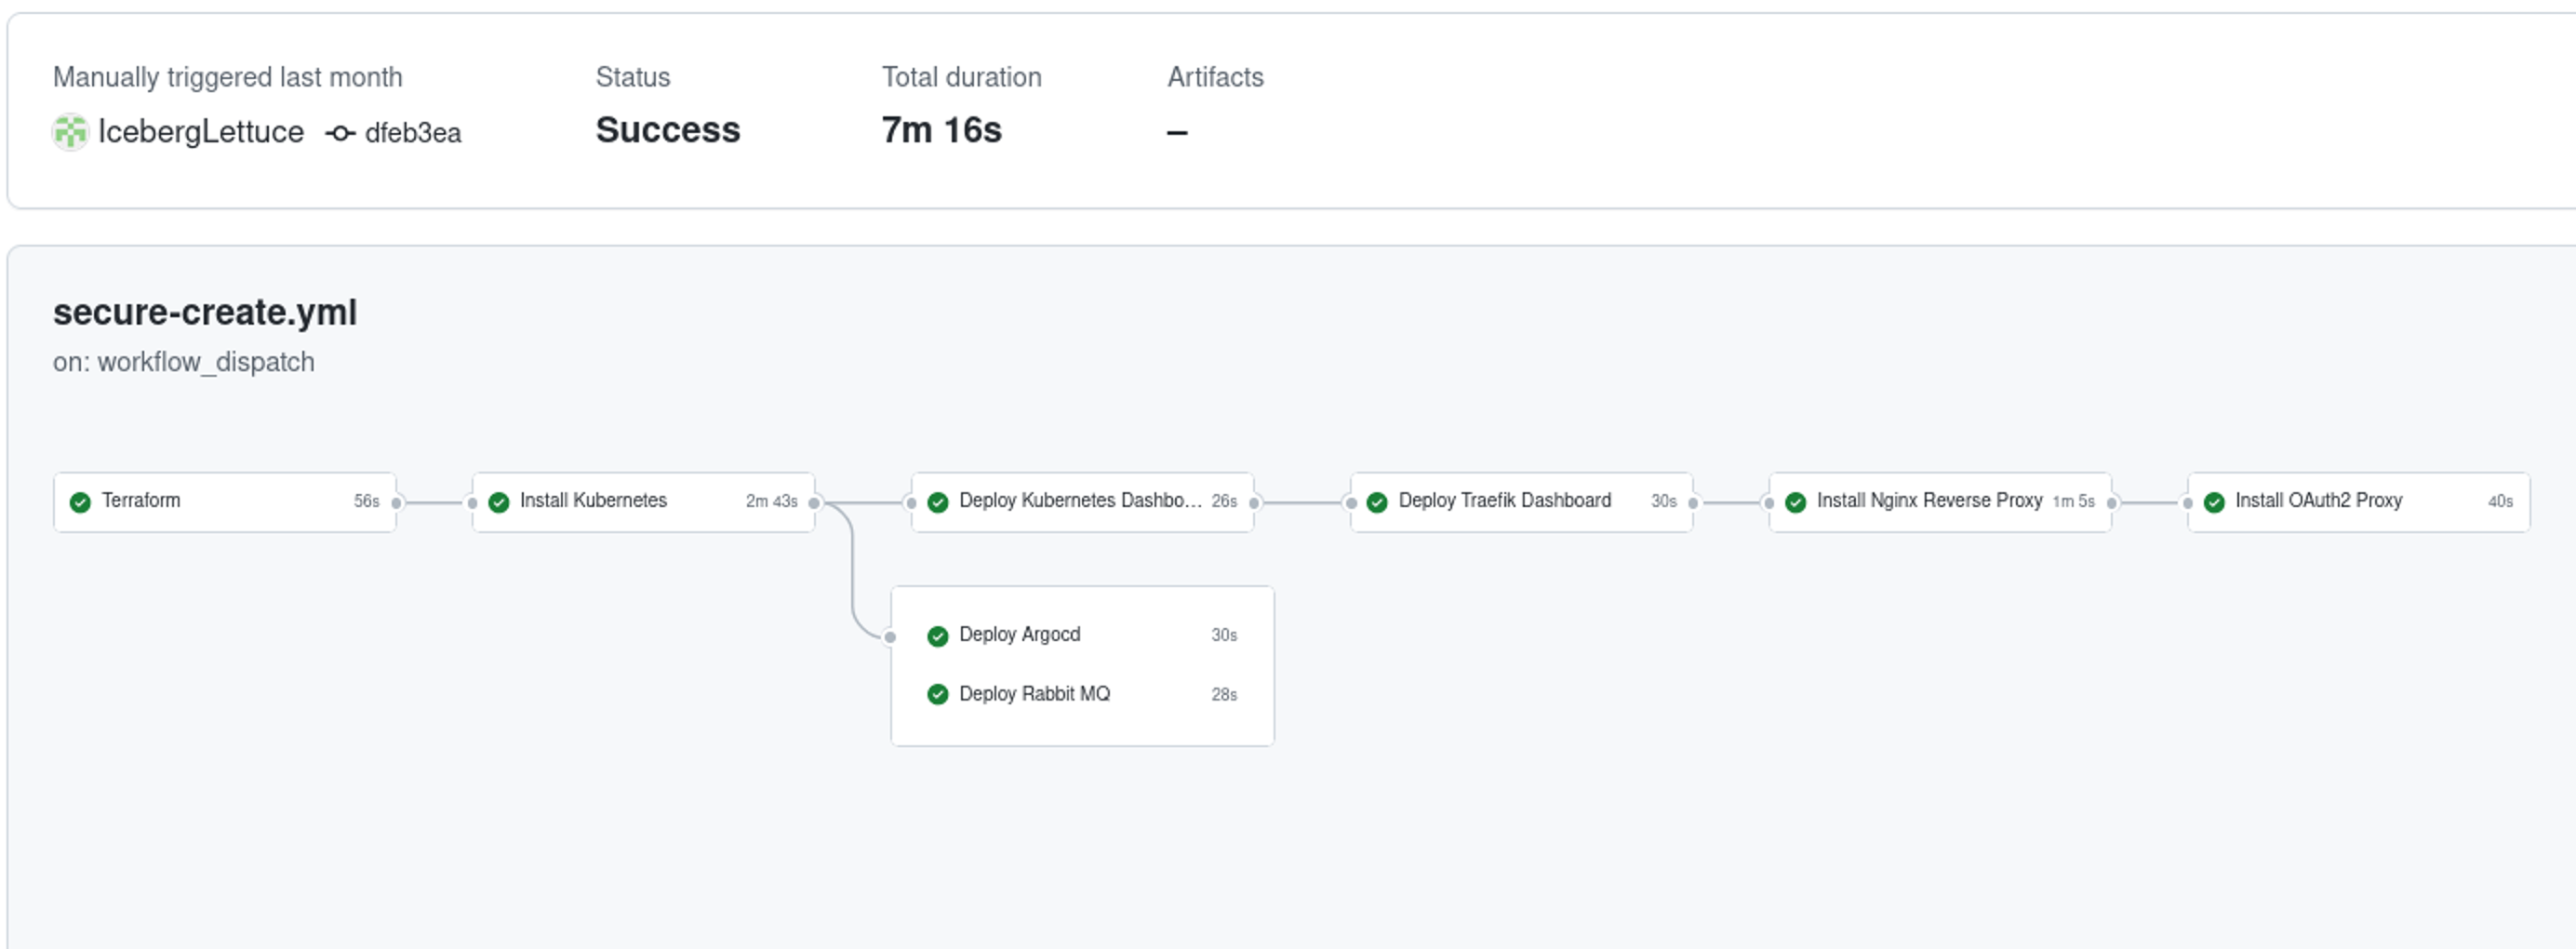 Manually triggered last month
IcebergLettuce dfeb3ea
Status
Success
Total duration
7m 16s
Artifacts
–
secure-create.yml
on: workflow_dispatch
Terraform 56s
Install Kubernetes 2m 43s
Deploy Kubernetes Dashbo... 26s
Deploy Traefik Dashboard 30s
Install Nginx Reverse Proxy 1m 5s
Install OAuth2 Proxy 40s
Deploy Argocd 30s
Deploy Rabbit MQ 28s